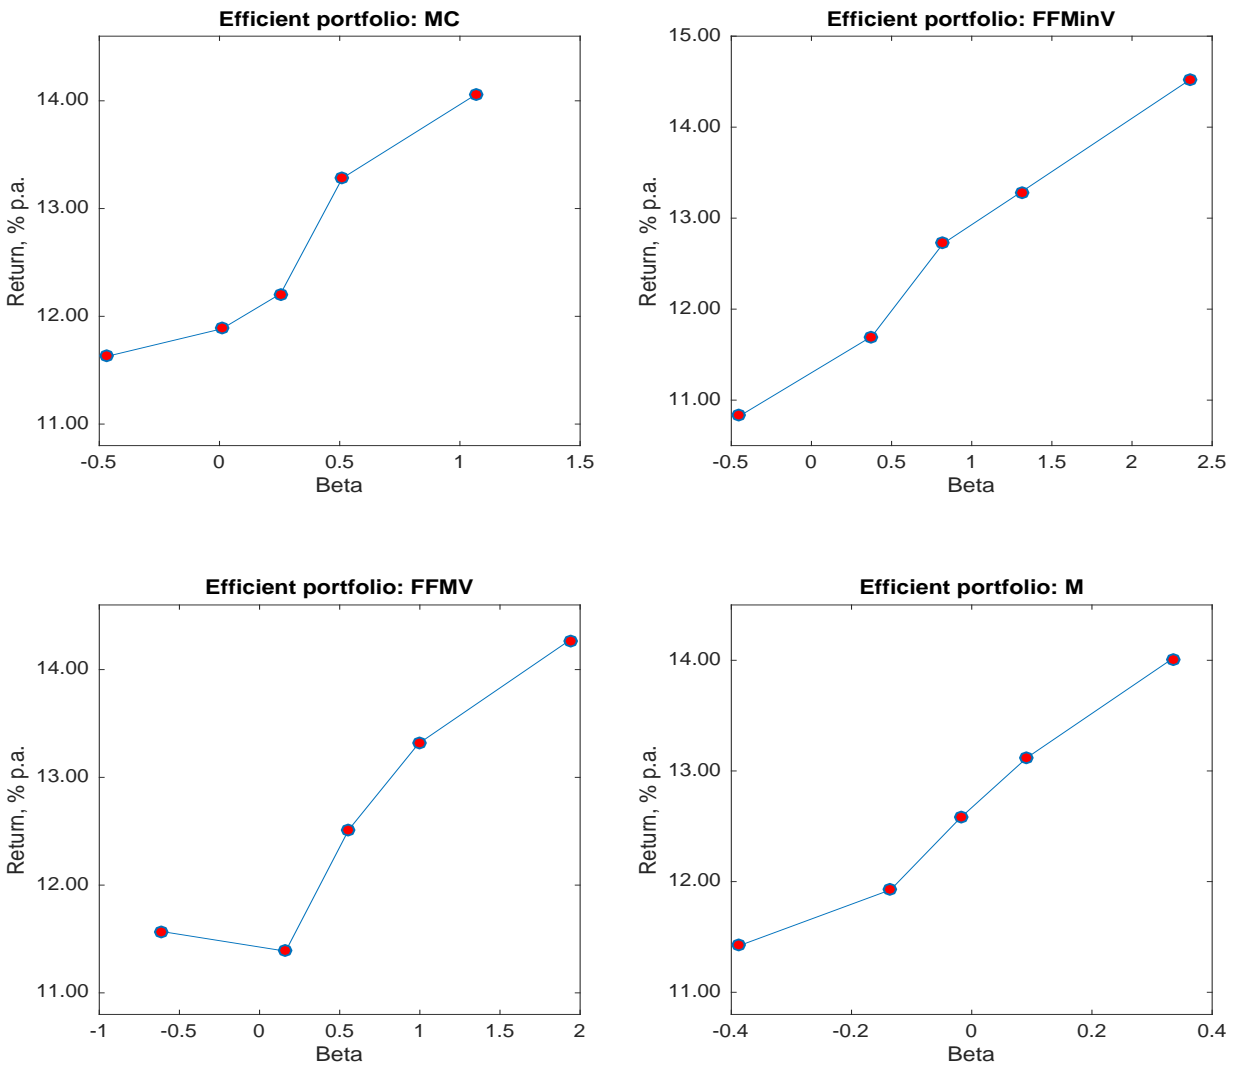 Efficient portfolio: MC
14.00
13.00
12.00
11.00
Return, % p.a.
-0.5 0 0.5 1 1.5
Beta
Efficient portfolio: FFMinV
15.00
14.00
13.00
12.00
11.00
Return, % p.a.
-0.5 0 0.5 1 1.5 2 2.5
Beta
Efficient portfolio: FFMV
14.00
13.00
12.00
11.00
Return, % p.a.
-1 -0.5 0 0.5 1 1.5 2
Beta
Efficient portfolio: M
14.00
13.00
12.00
11.00
Return, % p.a.
-0.4 -0.2 0 0.2 0.4
Beta